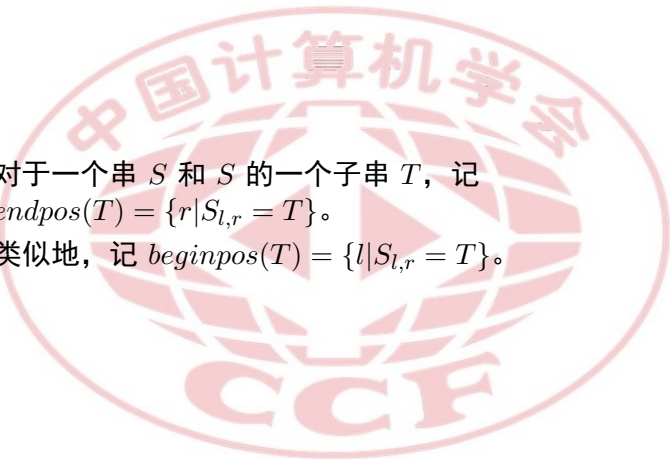 中国计算机学会
对于一个串 S 和 S 的一个子串 T，记
endpos(T) = {r|S_{l,r} = T}。
类似地，记 beginpos(T) = {l|S_{l,r} = T}。
CCF